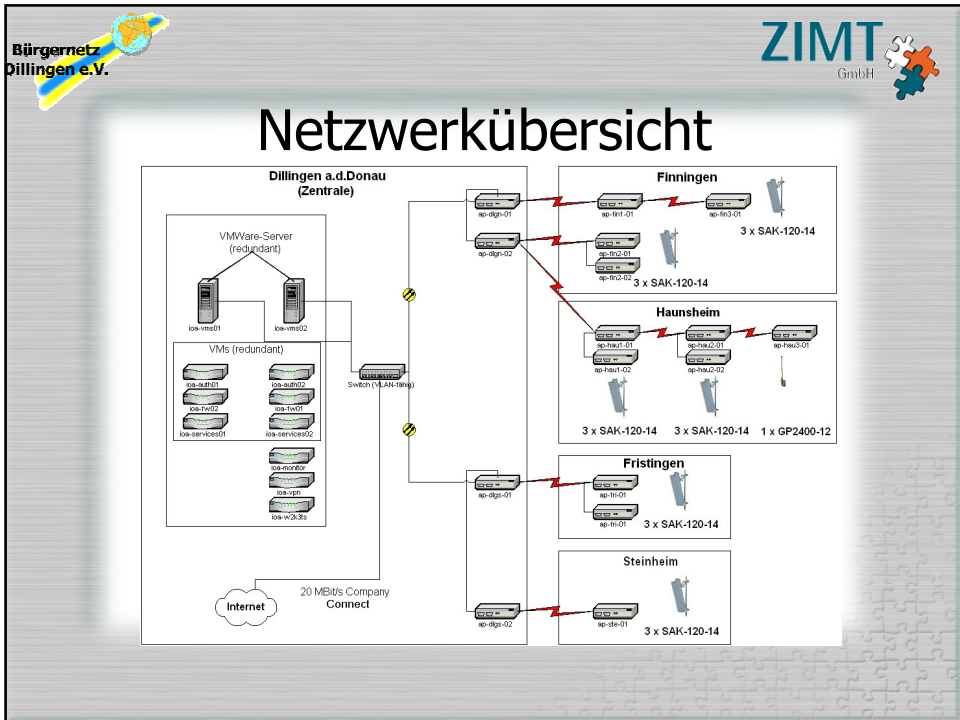 Bürgernetz
Dillingen e.V.
ZIMT
GmbH
Netzwerkübersicht
Dillingen a.d.Donau
(Zentrale)
VMWare-Server
(redundant)
ioa-vms01
ioa-vms02
VMs (redundant)
ioa-auth01
ioa-auth02
ioa-fw02
ioa-fw01
ioa-services01
ioa-services02
ioa-monitor
ioa-vpn
ioa-w2k3ts
Switch (VLAN-fähig)
Internet
20 MBit/s Company
Connect
ap-dlgn-01
ap-dlgn-02
ap-dlgs-01
ap-dlgs-02
Finningen
ap-fin1-01
ap-fin3-01
3 x SAK-120-14
ap-fin2-01
ap-fin2-02
3 x SAK-120-14
Haunsheim
ap-hau1-01
ap-hau2-01
ap-hau3-01
ap-hau1-02
ap-hau2-02
3 x SAK-120-14
3 x SAK-120-14
1 x GP2400-12
Fristingen
ap-fri-01
ap-fri-01
3 x SAK-120-14
Steinheim
ap-ste-01
3 x SAK-120-14